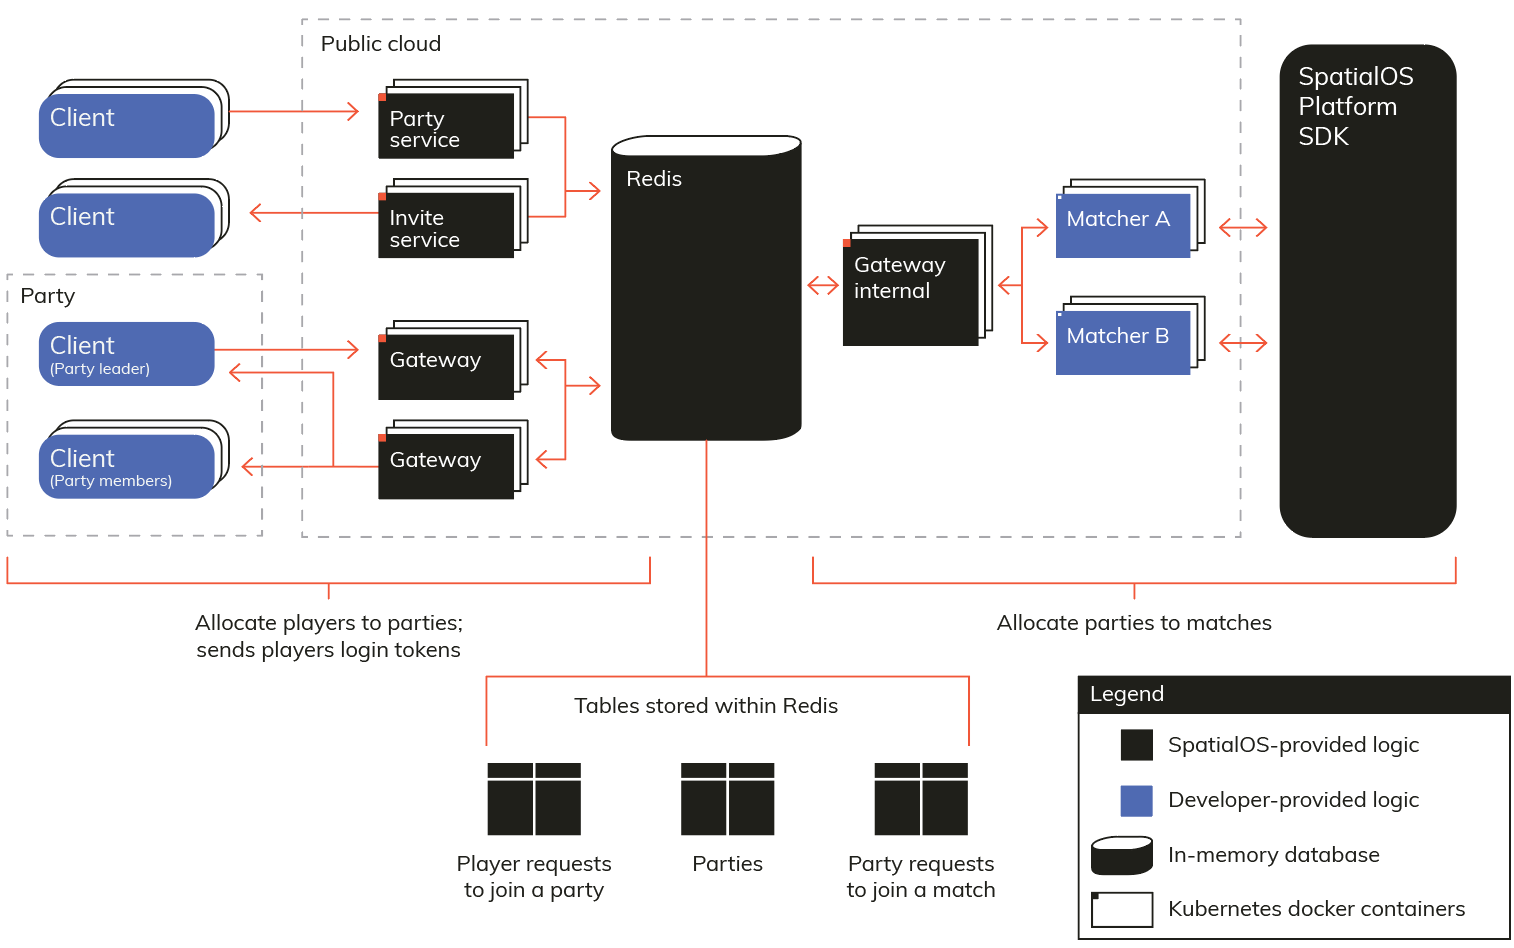 Public cloud
Client
Party
service
Client
Invite
service
Party
Client
(Party leader)
Gateway
Client
(Party members)
Gateway
Redis
Gateway
internal
Matcher A
Matcher B
SpatialOS
Platform
SDK
Allocate players to parties;
sends players login tokens
Allocate parties to matches
Tables stored within Redis
Player requests
to join a party
Parties
Party requests
to join a match
Legend
SpatialOS-provided logic
Developer-provided logic
In-memory database
Kubernetes docker containers